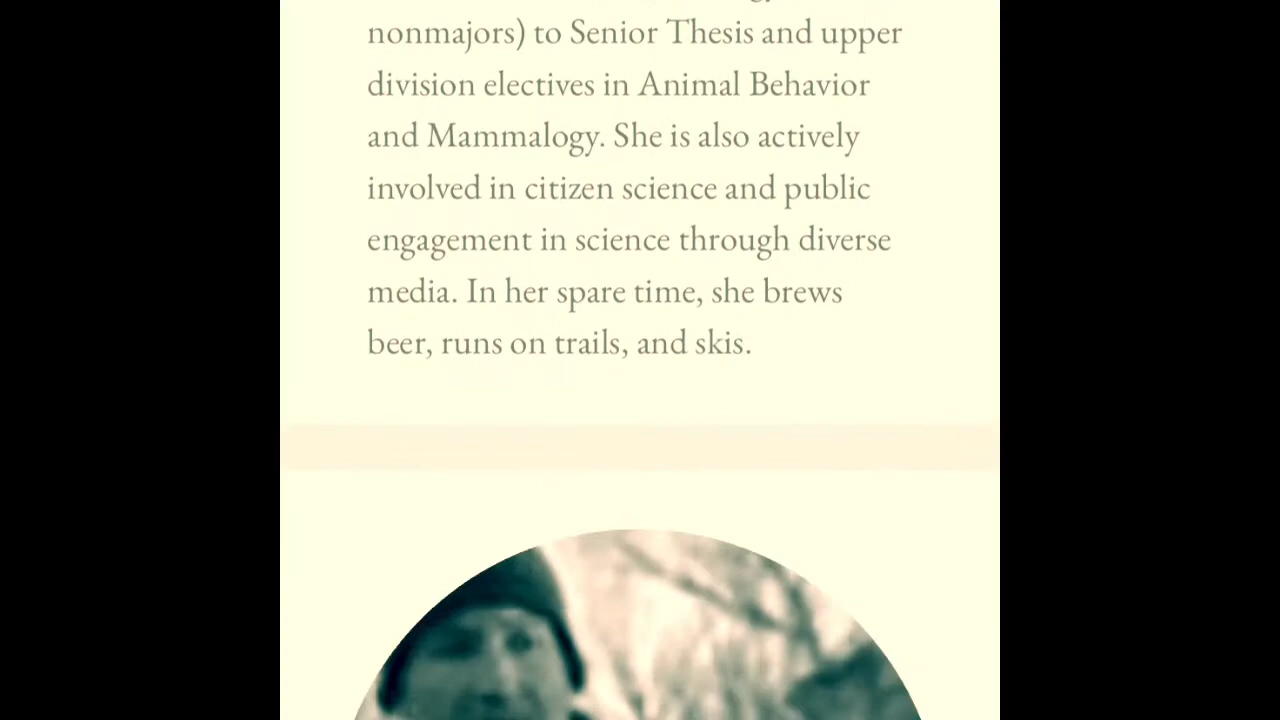 nonmajors) to Senior Thesis and upper
division electives in Animal Behavior
and Mammalogy. She is also actively
involved in citizen science and public
engagement in science through diverse
media. In her spare time, she brews
beer, runs on trails, and skis.